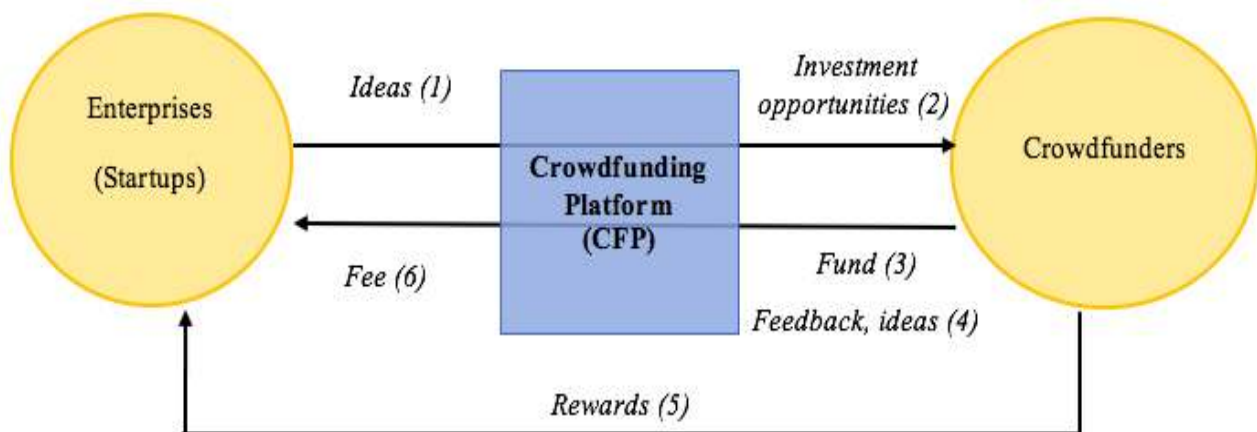 Enterprises
(Startups)
Ideas (1)
Crowdfunding
Platform
(CFP)
Investment
opportunities (2)
Crowdfunders
Fee (6)
Fund (3)
Feedback, ideas (4)
Rewards (5)